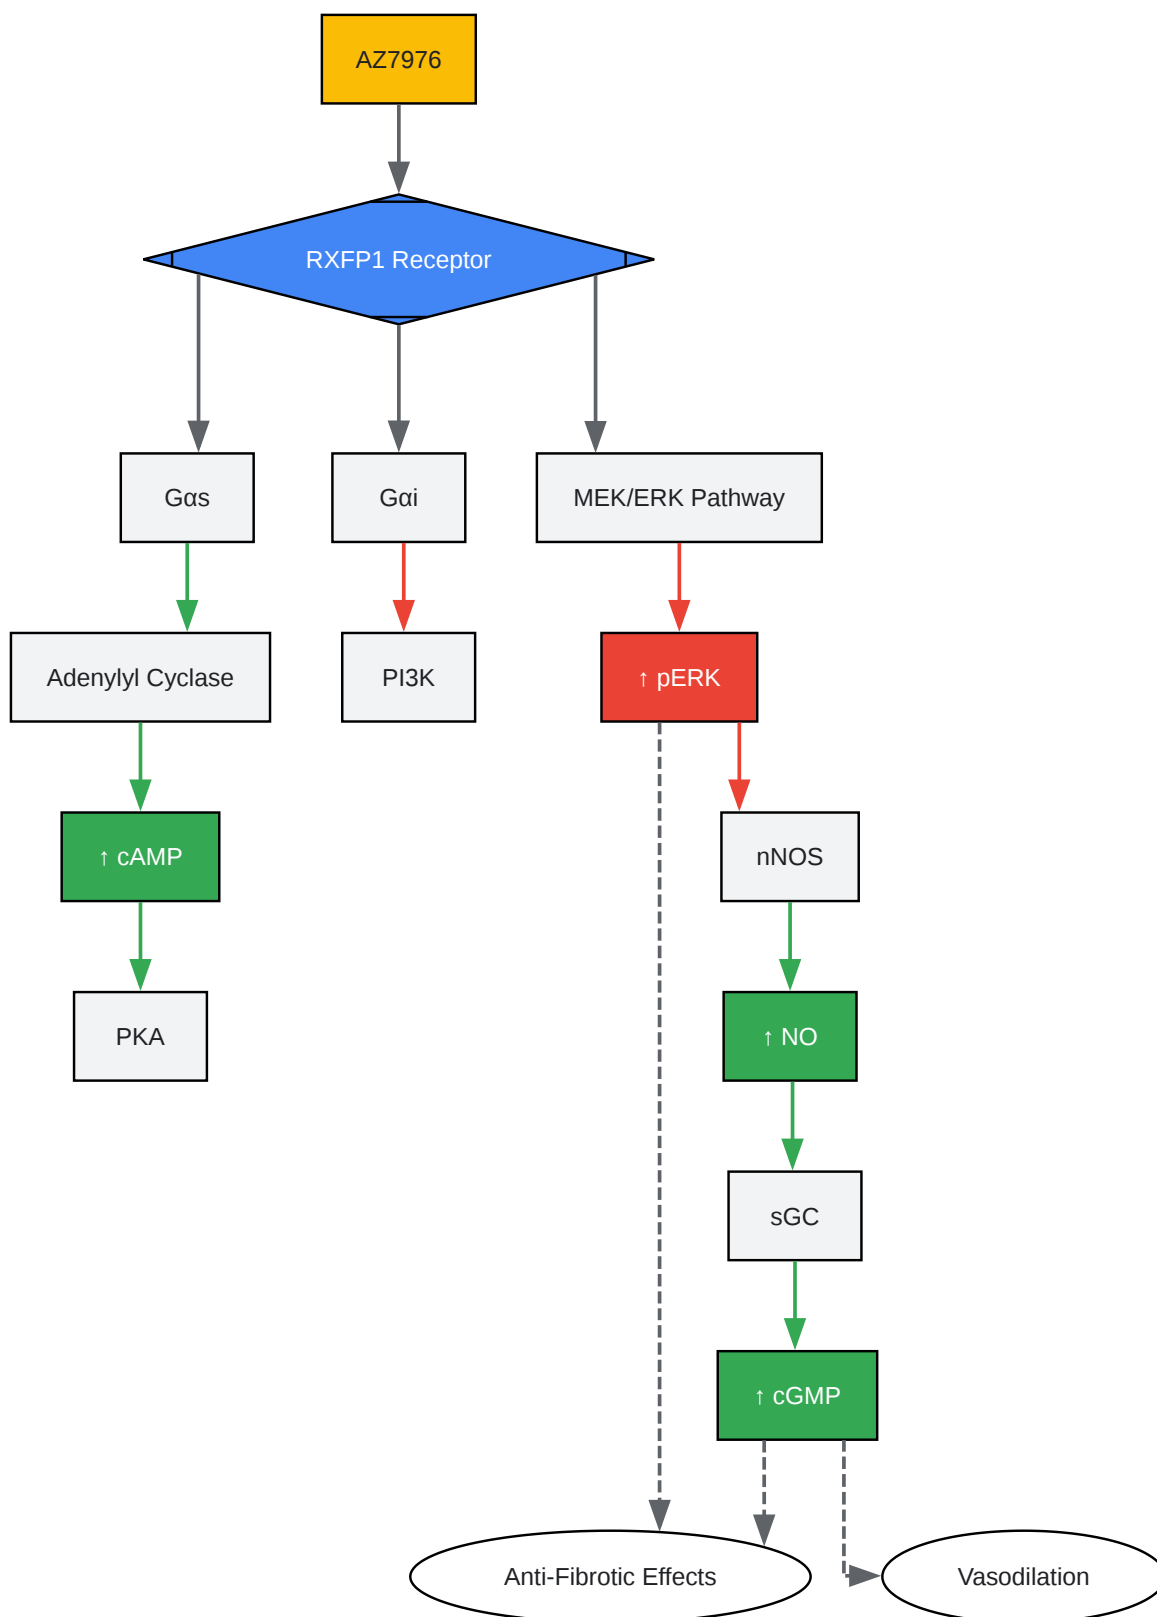 AZ7976
RXFP1 Receptor
Gαs
Gαi
MEK/ERK Pathway
Adenylyl Cyclase
PI3K
↑ pERK
↑ cAMP
nNOS
PKA
↑ NO
sGC
↑ cGMP
Anti-Fibrotic Effects
Vasodilation